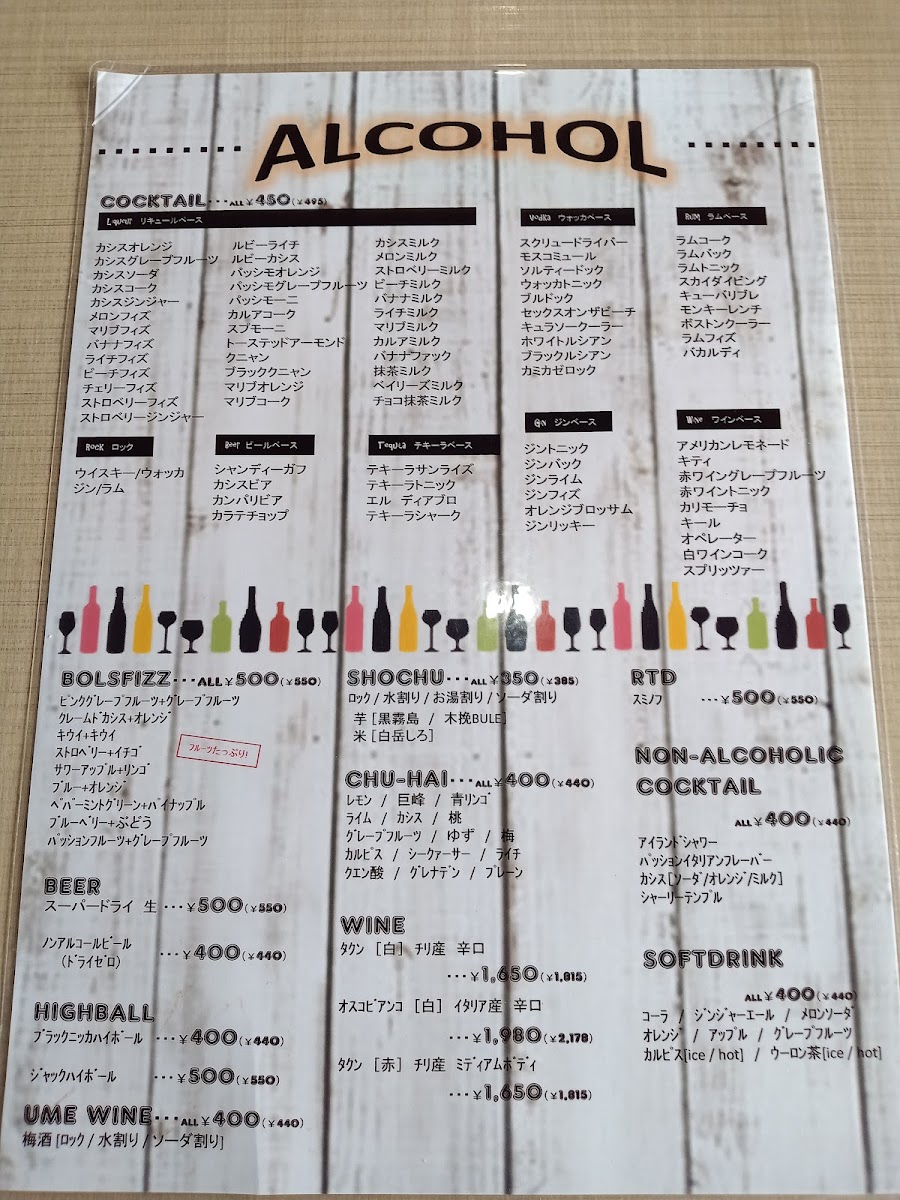 ALCOHOL
COCKTAIL・・・ALL¥450(¥495)
Liqueur リキュールベース
カシスオレンジ
カシスグレープフルーツ
カシスソーダ
カシスコーク
カシスジンジャー
メロンフィズ
マリブフィズ
バナナフィズ
ライチフィズ
ピーチフィズ
チェリーフィズ
ストロベリーフィズ
ストロベリージンジャー
ルビーライチ
ルビーカシス
パッシモオレンジ
パッシモグレープフルーツ
パッシモーニ
カルアコーク
スプモーニ
トーステッドアーモンド
クニャン
ブラッククニャン
マリブオレンジ
マリブコーク
カシスミルク
メロンミルク
ストロベリーミルク
ピーチミルク
バナナミルク
ライチミルク
マリブミルク
カルアミルク
バナナファック
抹茶ミルク
ベイリーズミルク
チョコ抹茶ミルク
Vodka ウォッカベース
スクリュードライバー
モスコミュール
ソルティードック
ウォッカトニック
ブルドック
セックスオンザビーチ
キュラソークーラー
ホワイトルシアン
ブラックルシアン
カミカゼロック
RUM ラムベース
ラムコーク
ラムバック
ラムトニック
スカイダイビング
キューバリブレ
モンキーレンチ
ボストンクーラー
ラムフィズ
バカルディ
Rock ロック
ウイスキー/ウォッカ
ジン/ラム
Beer ビールベース
シャンディーガフ
カシスビア
カンパリビア
カラテチョップ
Tequila テキーラベース
テキーラサンライズ
テキーラトニック
エル ディアブロ
テキーラシャーク
Gin ジンベース
ジントニック
ジンバック
ジンライム
ジンフィズ
オレンジブロッサム
ジンリッキー
Wine ワインベース
アメリカンレモネード
キティ
赤ワイングレープフルーツ
赤ワイントニック
カリモーチョ
キール
オペレーター
白ワインコーク
スプリッツァー
BOLSFIZZ・・・ALL¥500(¥550)
ピンクグレープフルーツ+グレープフルーツ
クレームドカシス+オレンジ
キウイ+キウイ
ストロベリー+イチゴ
サワーアップル+リンゴ
ブルー+オレンジ
ペパーミントグリーン+パイナップル
ブルーベリー+ぶどう
パッションフルーツ+グレープフルーツ
フルーツたっぷり!
BEER
スーパードライ 生 ・・・¥500(¥550)
ノンアルコールビール
(ドライゼロ) ・・・¥400(¥440)
HIGHBALL
ブラックニッカハイボール ・・・¥400(¥440)
ジャックハイボール ・・・¥500(¥550)
UME WINE・・・ALL¥400(¥440)
梅酒 [ロック / 水割り / ソーダ割り]
SHOCHU・・・ALL¥350(¥385)
ロック / 水割り / お湯割り / ソーダ割り
芋 [黒霧島 / 木挽BULE]
米 [白岳しろ]
CHU-HAI・・・ALL¥400(¥440)
レモン / 巨峰 / 青リンゴ
ライム / カシス / 桃
グレープフルーツ / ゆず / 梅
カルピス / シークァーサー / ライチ
クエン酸 / グレナデン / プレーン
WINE
タクン [白] チリ産 辛口
・・・¥1,650(¥1,815)
オスコビアンコ [白] イタリア産 辛口
・・・¥1,980(¥2,178)
タクン [赤] チリ産 ミディアムボディ
・・・¥1,650(¥1,815)
RTD
スミノフ ・・・¥500(¥550)
NON-ALCOHOLIC
COCKTAIL
ALL¥400(¥440)
アイランドシャワー
パッションイタリアンフレーバー
カシス[ソーダ/オレンジ/ミルク]
シャーリーテンプル
SOFTDRINK
ALL¥400(¥440)
コーラ / ジンジャーエール / メロンソーダ
オレンジ / アップル / グレープフルーツ
カルピス[ice / hot] / ウーロン茶[ice / hot]